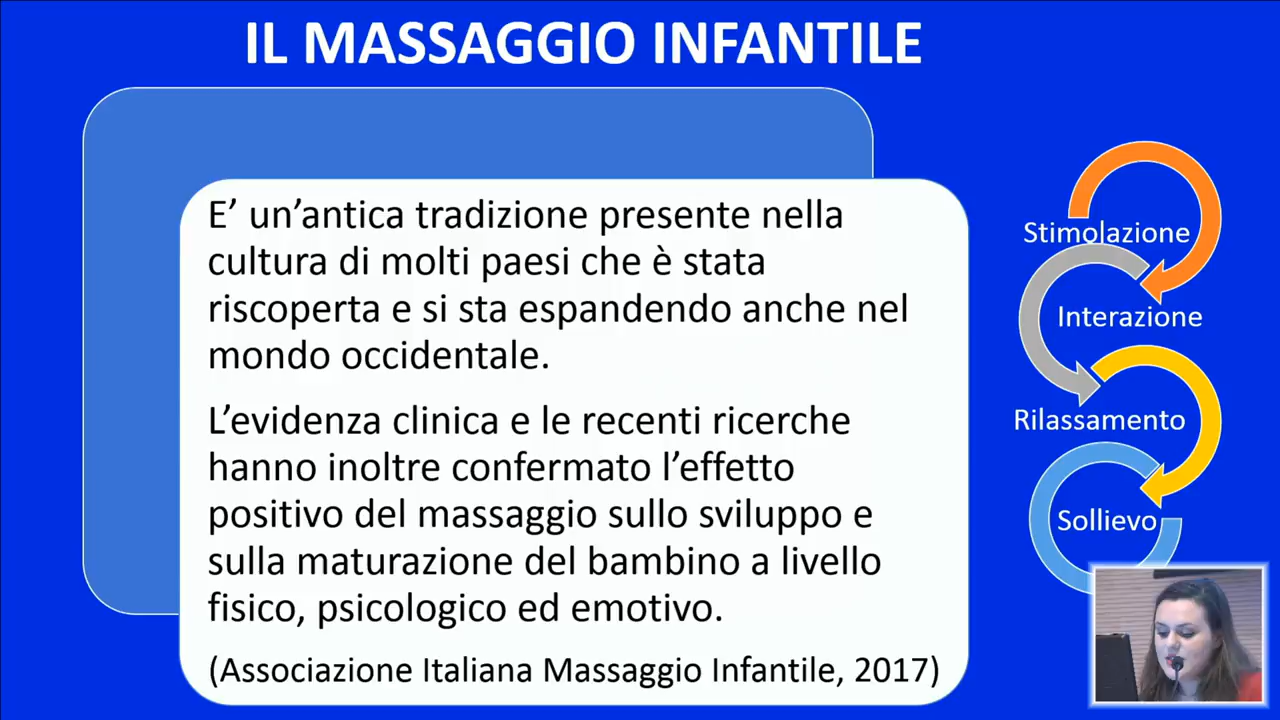 IL MASSAGGIO INFANTILE
E’ un’antica tradizione presente nella
cultura di molti paesi che è stata
riscoperta e si sta espandendo anche nel
mondo occidentale.
L’evidenza clinica e le recenti ricerche
hanno inoltre confermato l’effetto
positivo del massaggio sullo sviluppo e
sulla maturazione del bambino a livello
fisico, psicologico ed emotivo.
(Associazione Italiana Massaggio Infantile, 2017)
Stimolazione
Interazione
Rilassamento
Sollievo